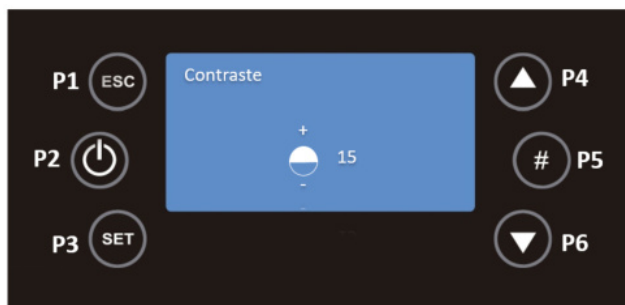 P1 ESC
Contraste
P4
P2
+
15
# P5
-
P3 SET
P6